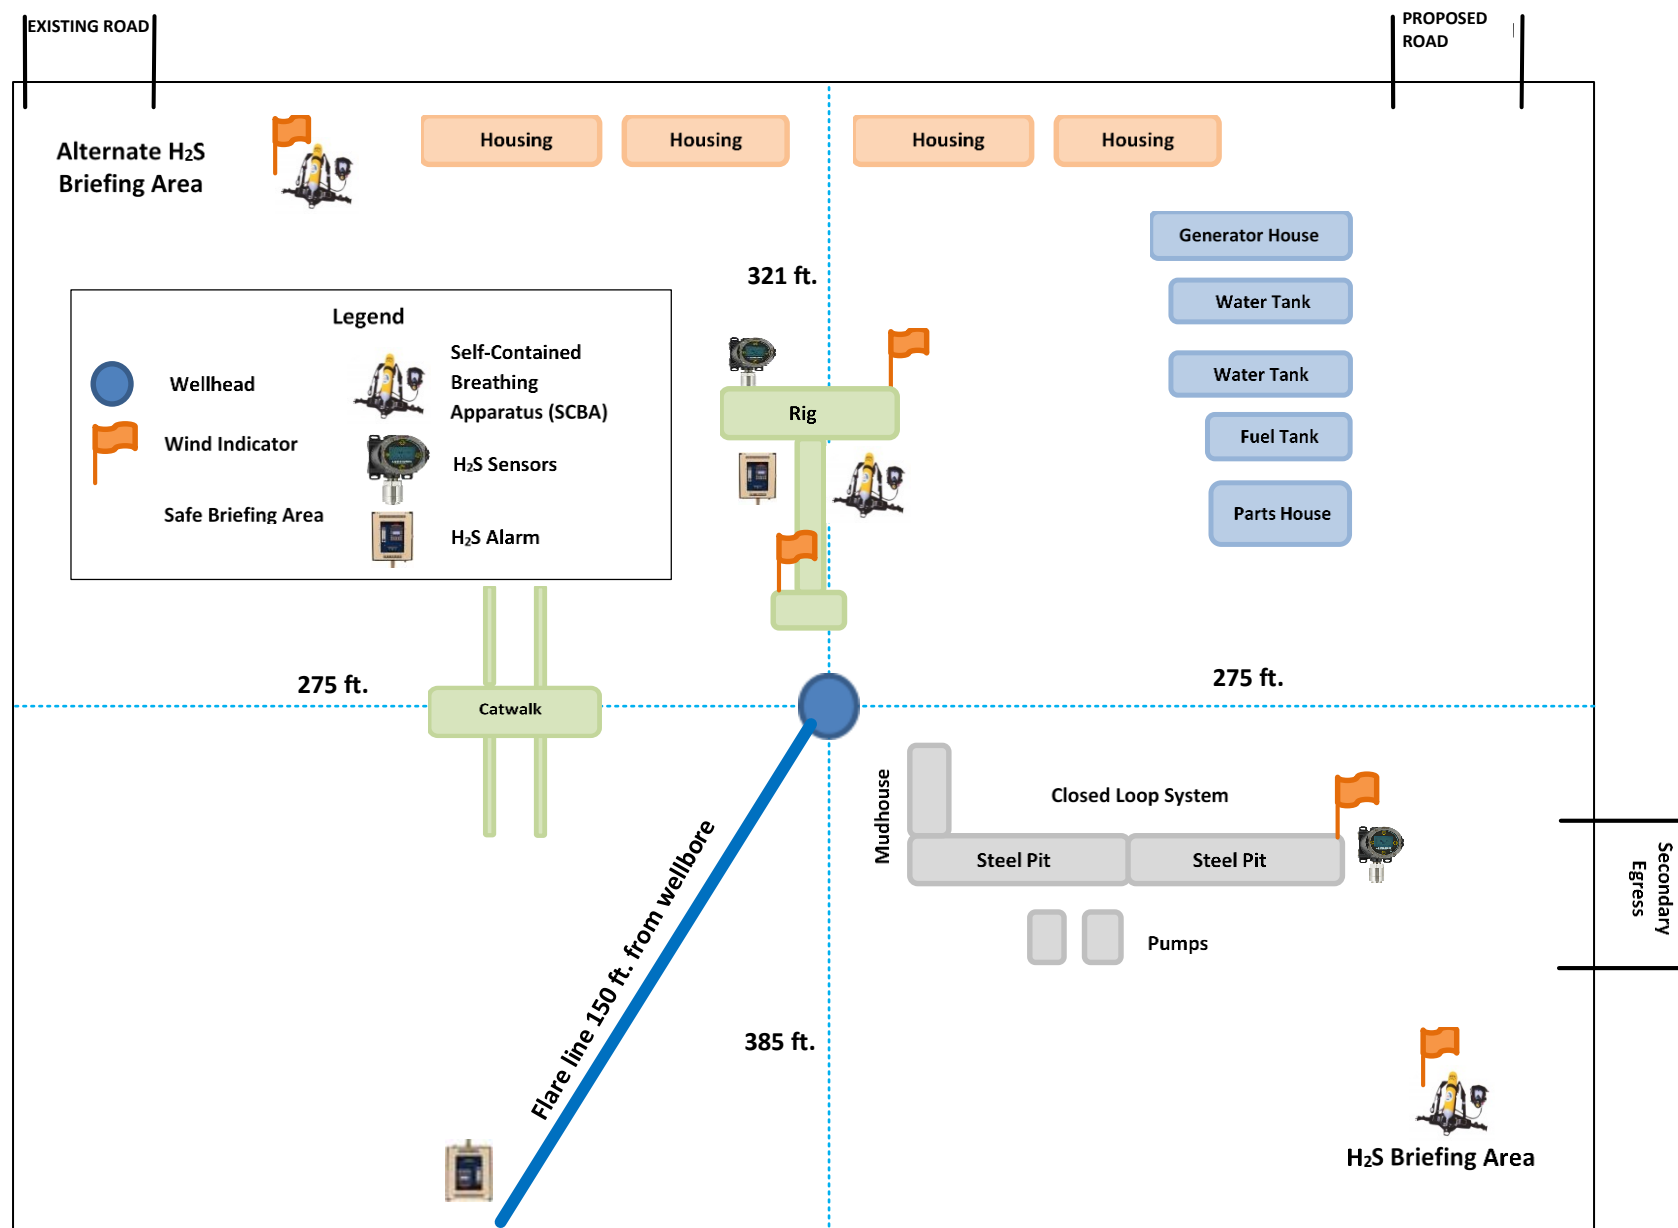 EXISTING ROAD
PROPOSED
ROAD
Alternate H₂S
Briefing Area
Housing
Housing
Housing
Housing
Generator House
Water Tank
Water Tank
Fuel Tank
Parts House
321 ft.
Legend
Wellhead
Wind Indicator
Safe Briefing Area
Self-Contained
Breathing
Apparatus (SCBA)
H₂S Sensors
H₂S Alarm
Rig
275 ft.
275 ft.
Catwalk
Mudhouse
Closed Loop System
Steel Pit
Steel Pit
Pumps
Secondary
Egress
Flare line 150 ft. from wellbore
385 ft.
H₂S Briefing Area